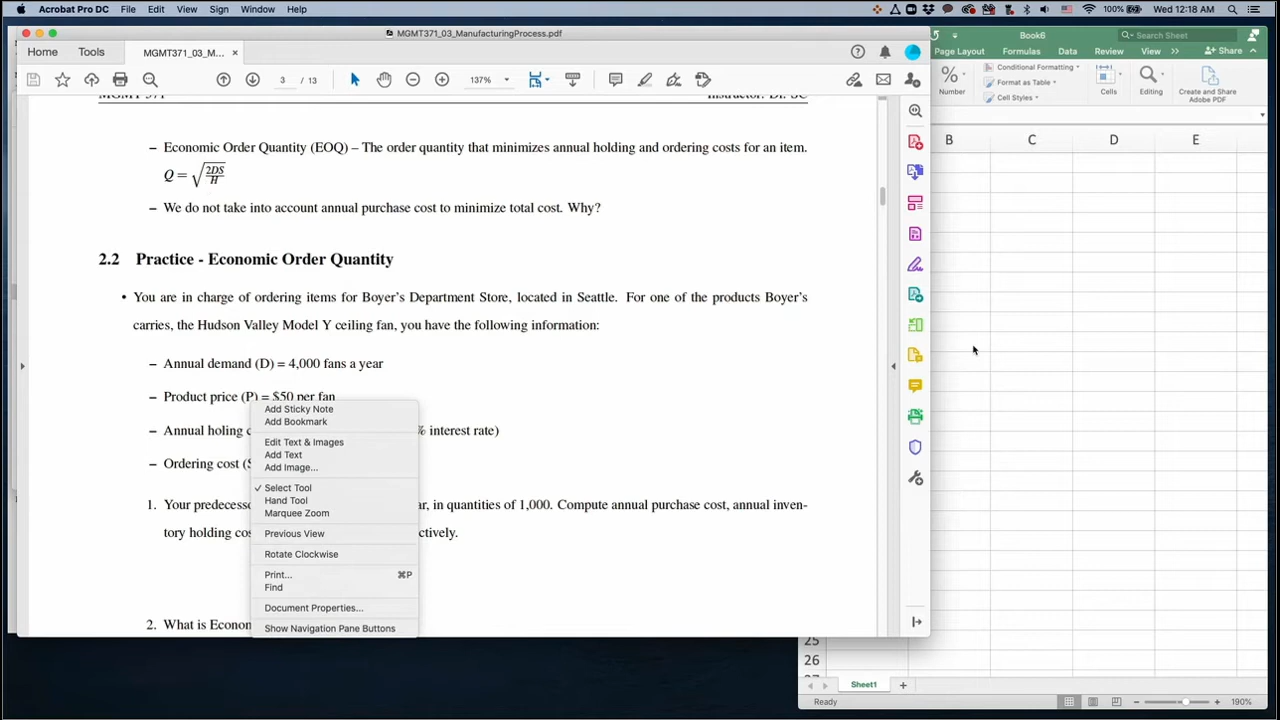 Acrobat Pro DC File Edit View Sign Window Help 100% Wed 12:18 AM
MGMT371_03_ManufacturingProcess.pdf
Home Tools MGMT371_03_M... ×
3 / 13 137%
Book6 Search Sheet
Page Layout Formulas Data Review View >> Share
Number
Conditional Formatting
Format as Table
Cell Styles
Cells
Editing
Create and Share
Adobe PDF
B C D E
MGMT 371 Instructor: Dr. SC
– Economic Order Quantity (EOQ) – The order quantity that minimizes annual holding and ordering costs for an item.
Q = √2DS/H
– We do not take into account annual purchase cost to minimize total cost. Why?
2.2 Practice - Economic Order Quantity
• You are in charge of ordering items for Boyer's Department Store, located in Seattle. For one of the products Boyer's
carries, the Hudson Valley Model Y ceiling fan, you have the following information:
– Annual demand (D) = 4,000 fans a year
– Product price (P) = $50 per fan
– Annual holing c % interest rate)
– Ordering cost (S
1. Your predecesso ar, in quantities of 1,000. Compute annual purchase cost, annual inven-
tory holding cos ctively.
2. What is Econom
Add Sticky Note
Add Bookmark
Edit Text & Images
Add Text
Add Image...
✓ Select Tool
Hand Tool
Marquee Zoom
Previous View
Rotate Clockwise
Print... ⌘P
Find
Document Properties...
Show Navigation Pane Buttons
25
26
Sheet1 +
Ready 190%